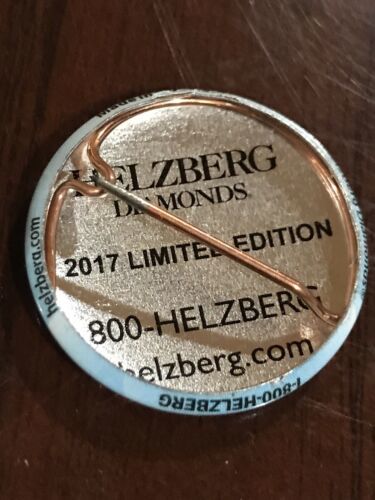 HELZBERG
DIAMONDS
2017 LIMITED EDITION
800-HELZBERG
helzberg.com
helzberg.com
1-800-HELZBERG